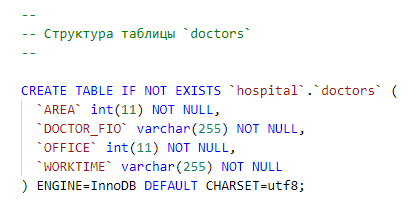 --
-- Структура таблицы `doctors`
--
CREATE TABLE IF NOT EXISTS `hospital`.`doctors` (
`AREA` int(11) NOT NULL,
`DOCTOR_FIO` varchar(255) NOT NULL,
`OFFICE` int(11) NOT NULL,
`WORKTIME` varchar(255) NOT NULL
) ENGINE=InnoDB DEFAULT CHARSET=utf8;